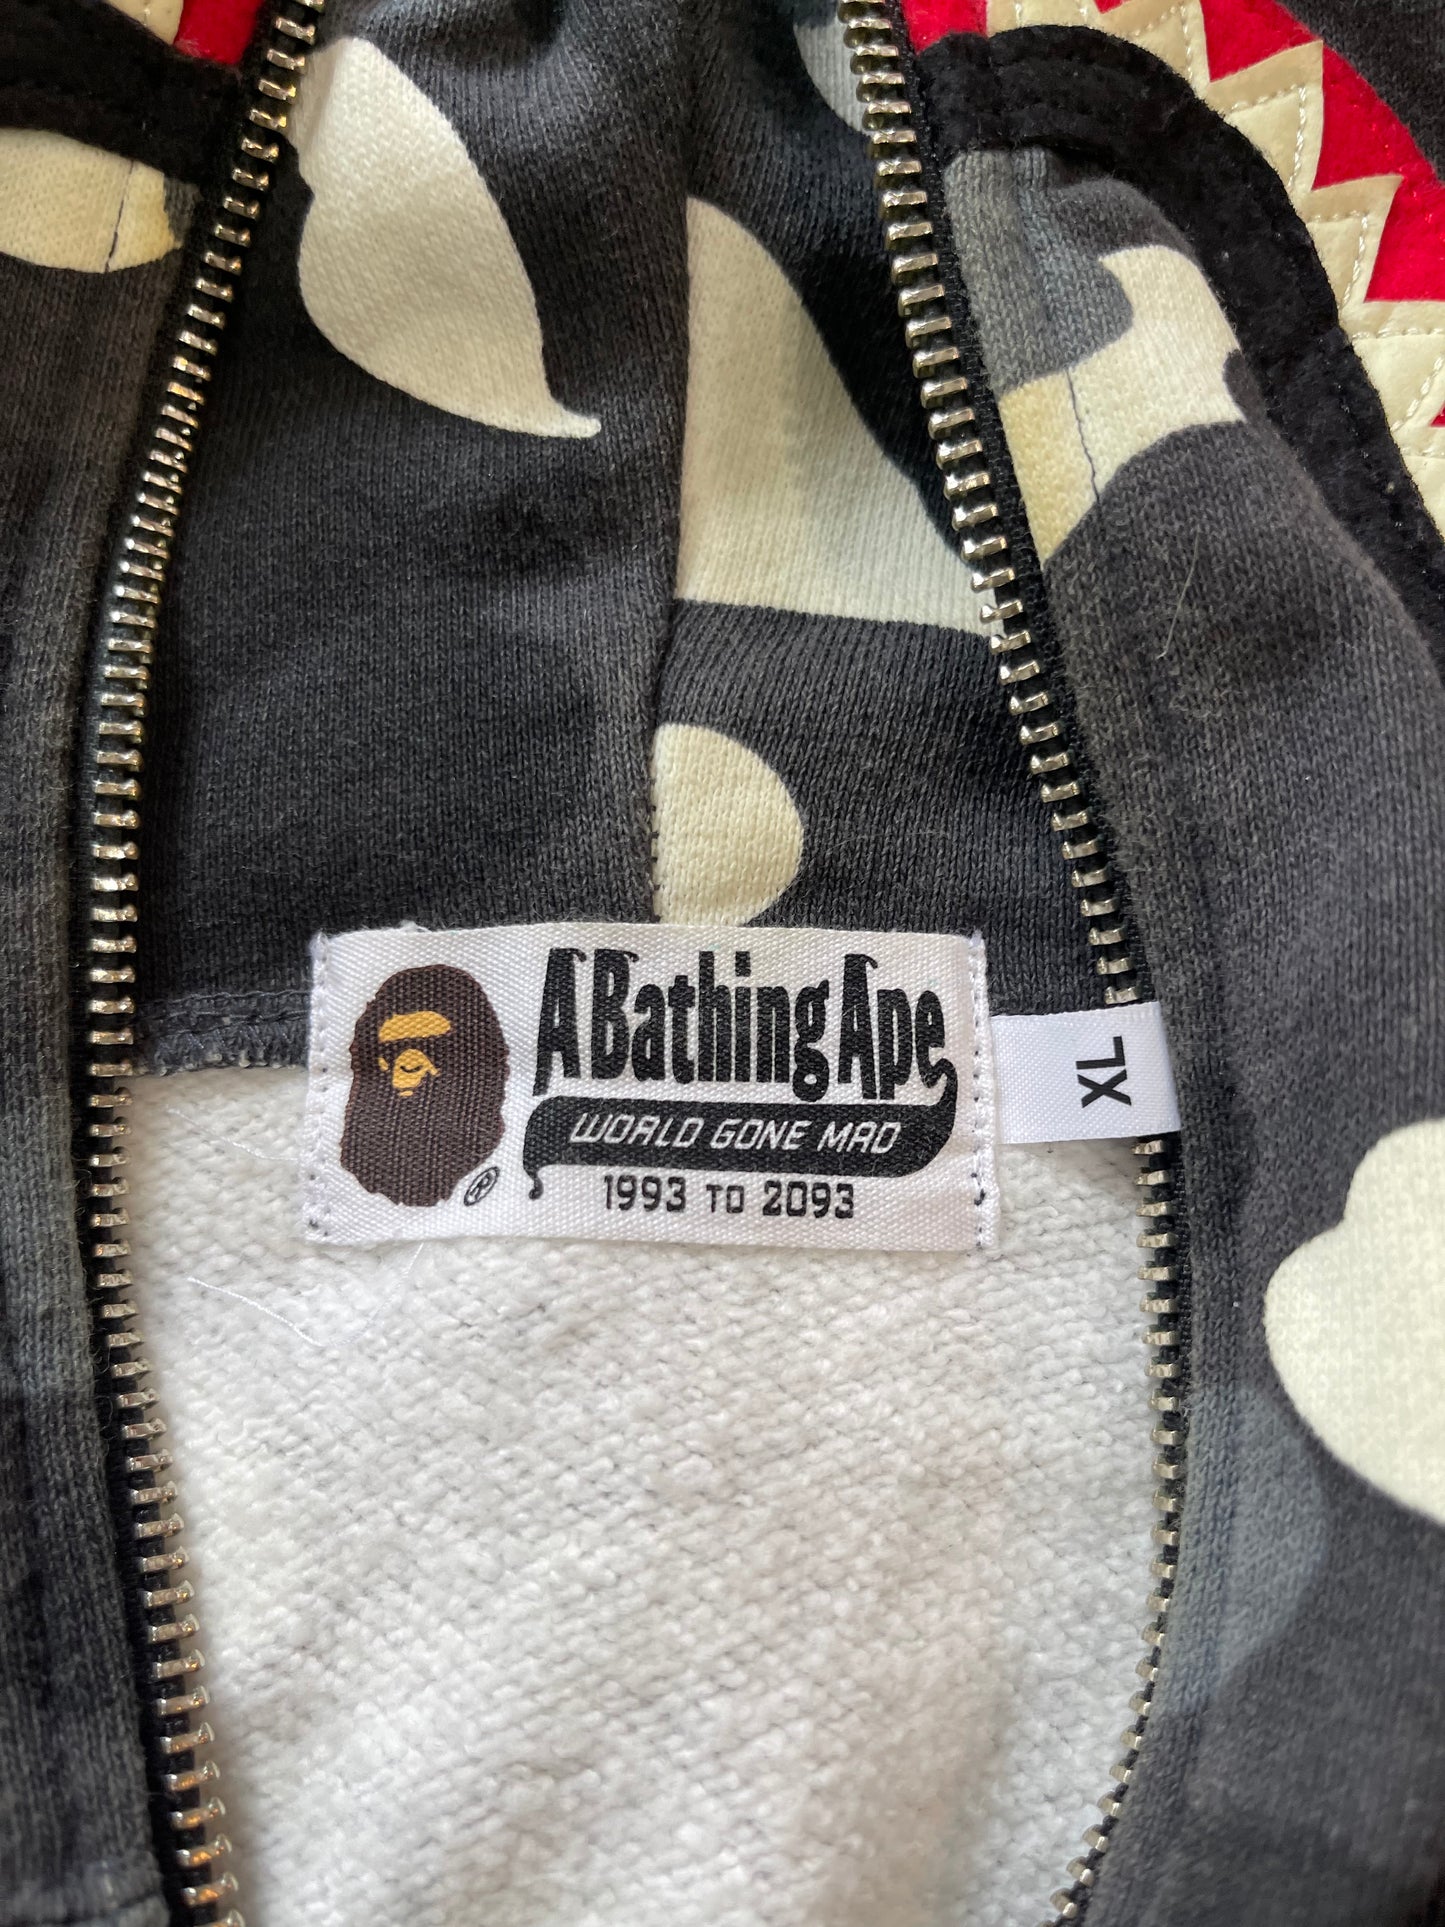 A Bathing Ape
WORLD GONE MAD
1993 TO 2093
®
XL